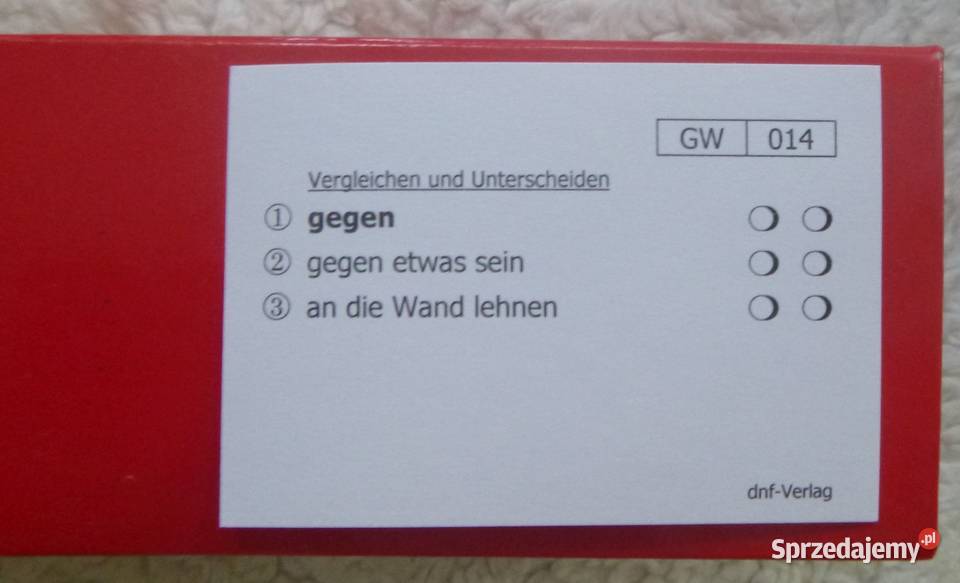 GW 014
Vergleichen und Unterscheiden
① gegen
② gegen etwas sein
③ an die Wand lehnen
dnf-Verlag
Sprzedajemy.pl